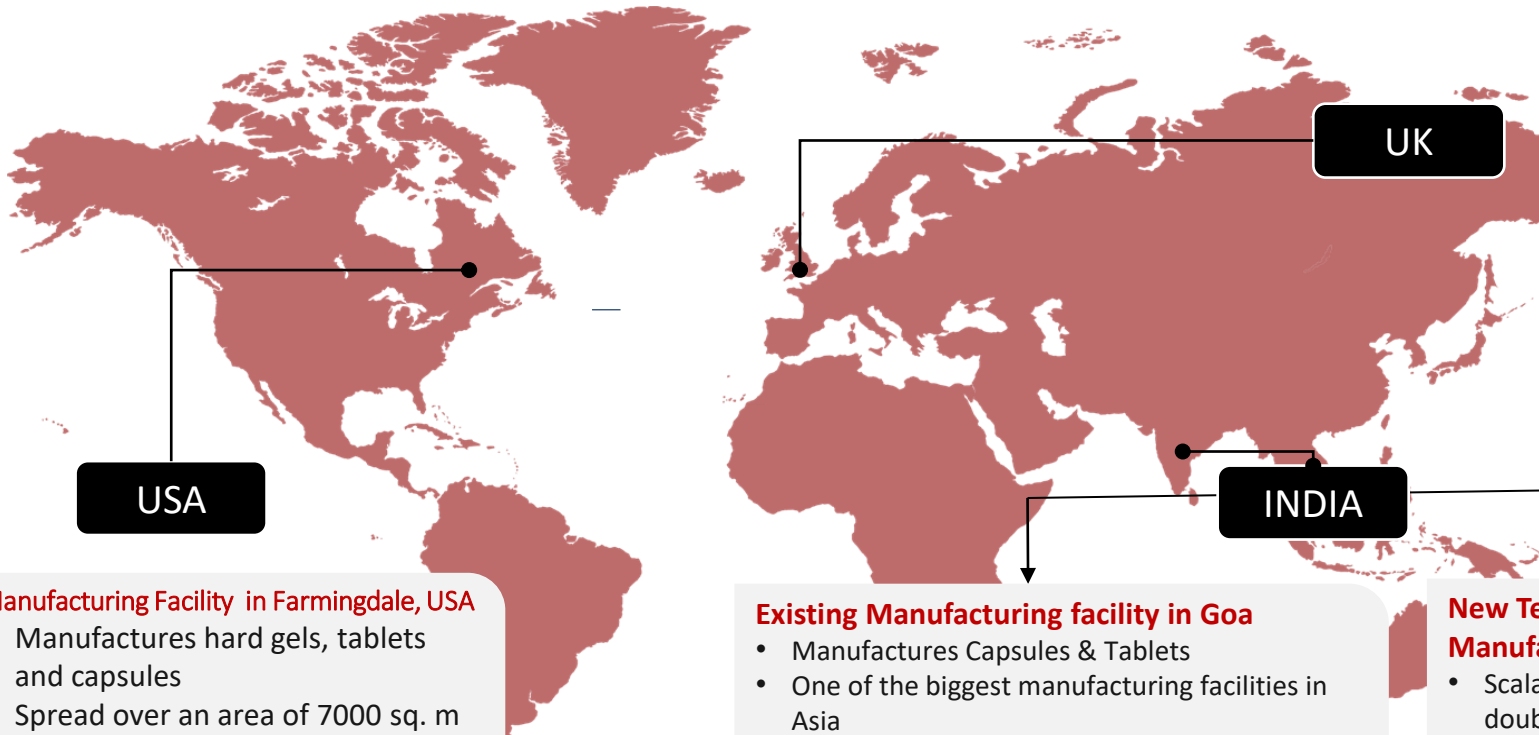 UK
USA
INDIA
Manufacturing Facility in Farmingdale, USA
Manufactures hard gels, tablets
and capsules
Spread over an area of 7000 sq. m
Existing Manufacturing facility in Goa
• Manufactures Capsules & Tablets
• One of the biggest manufacturing facilities in
Asia
New
•